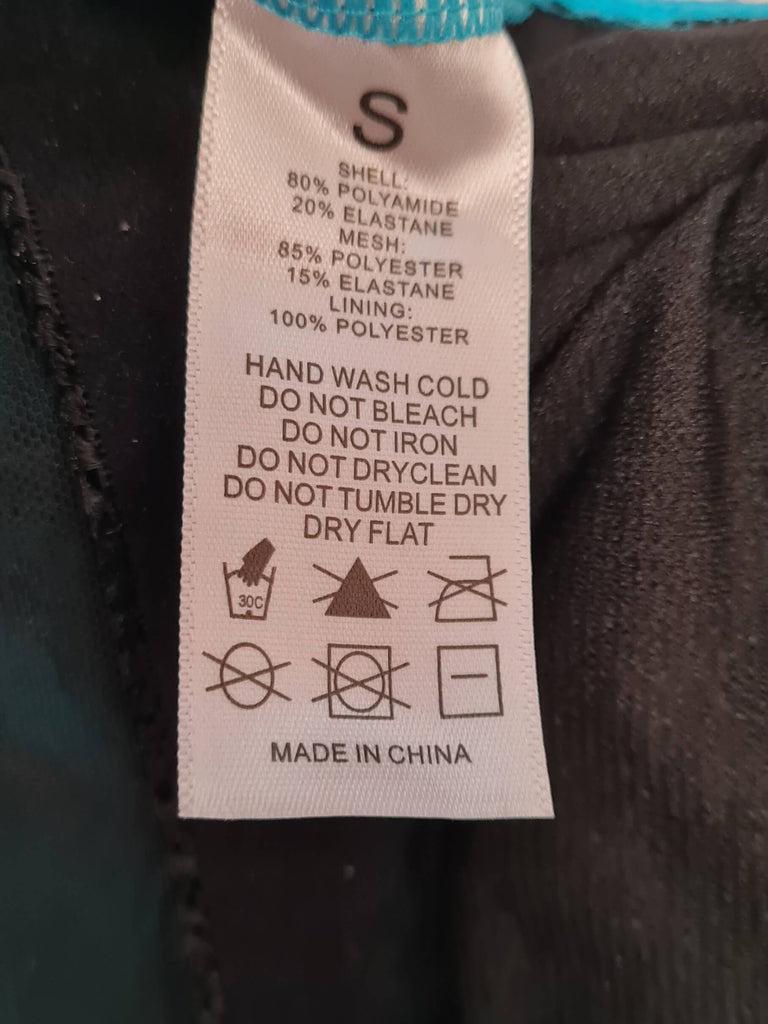 S
SHELL:
80% POLYAMIDE
20% ELASTANE
MESH:
85% POLYESTER
15% ELASTANE
LINING:
100% POLYESTER
HAND WASH COLD
DO NOT BLEACH
DO NOT IRON
DO NOT DRYCLEAN
DO NOT TUMBLE DRY
DRY FLAT
30C
MADE IN CHINA